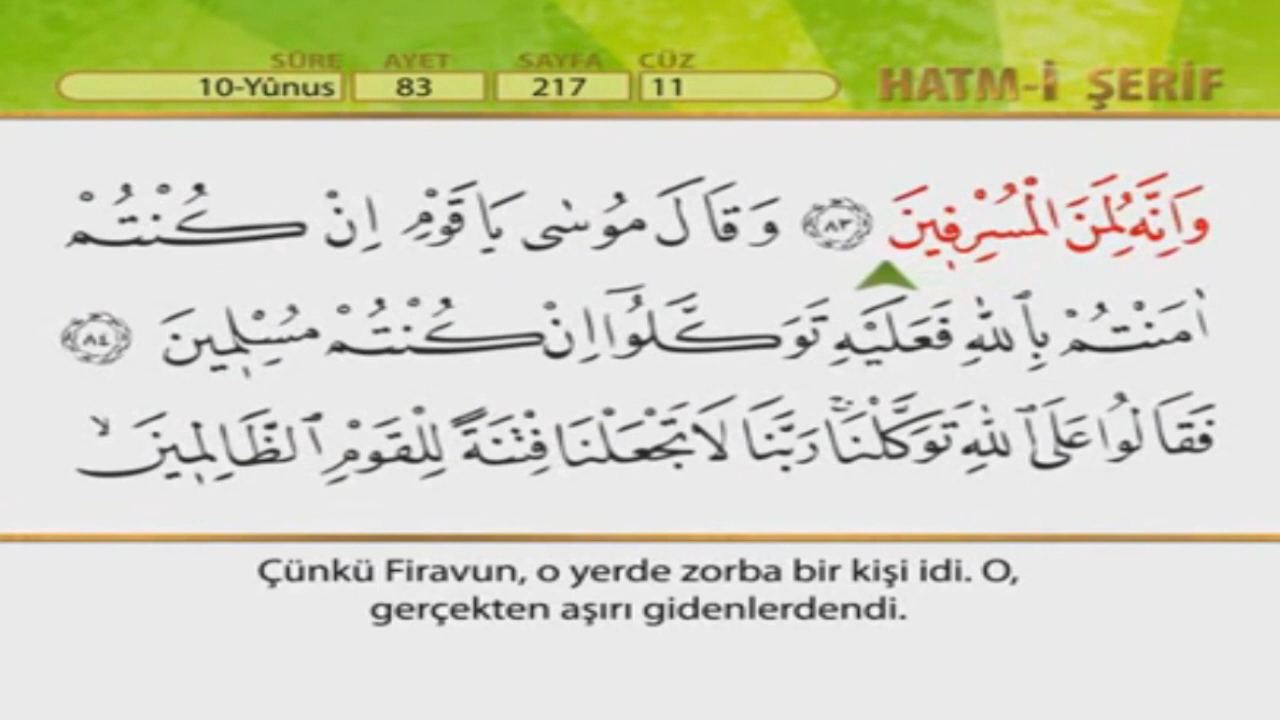 SÛRE AYET SAYFA CÜZ
10-Yûnus 83 217 11
HATM-İ ŞERİF
وَاِنَّهُ لَمِنَ الْمُسْرِفِينَ ﴿٨٣﴾ وَقَالَ مُوسٰى يَا قَوْمِ اِنْ كُنْتُمْ
اٰمَنْتُمْ بِاللّٰهِ فَعَلَيْهِ تَوَكَّلُٓوا اِنْ كُنْتُمْ مُسْلِمِينَ ﴿٨٤﴾
فَقَالُوا عَلَى اللّٰهِ تَوَكَّلْنَاۚ رَبَّنَا لَا تَجْعَلْنَا فِتْنَةً لِلْقَوْمِ الظَّالِمِينَۙ
Çünkü Firavun, o yerde zorba bir kişi idi. O,
gerçekten aşırı gidenlerdendi.